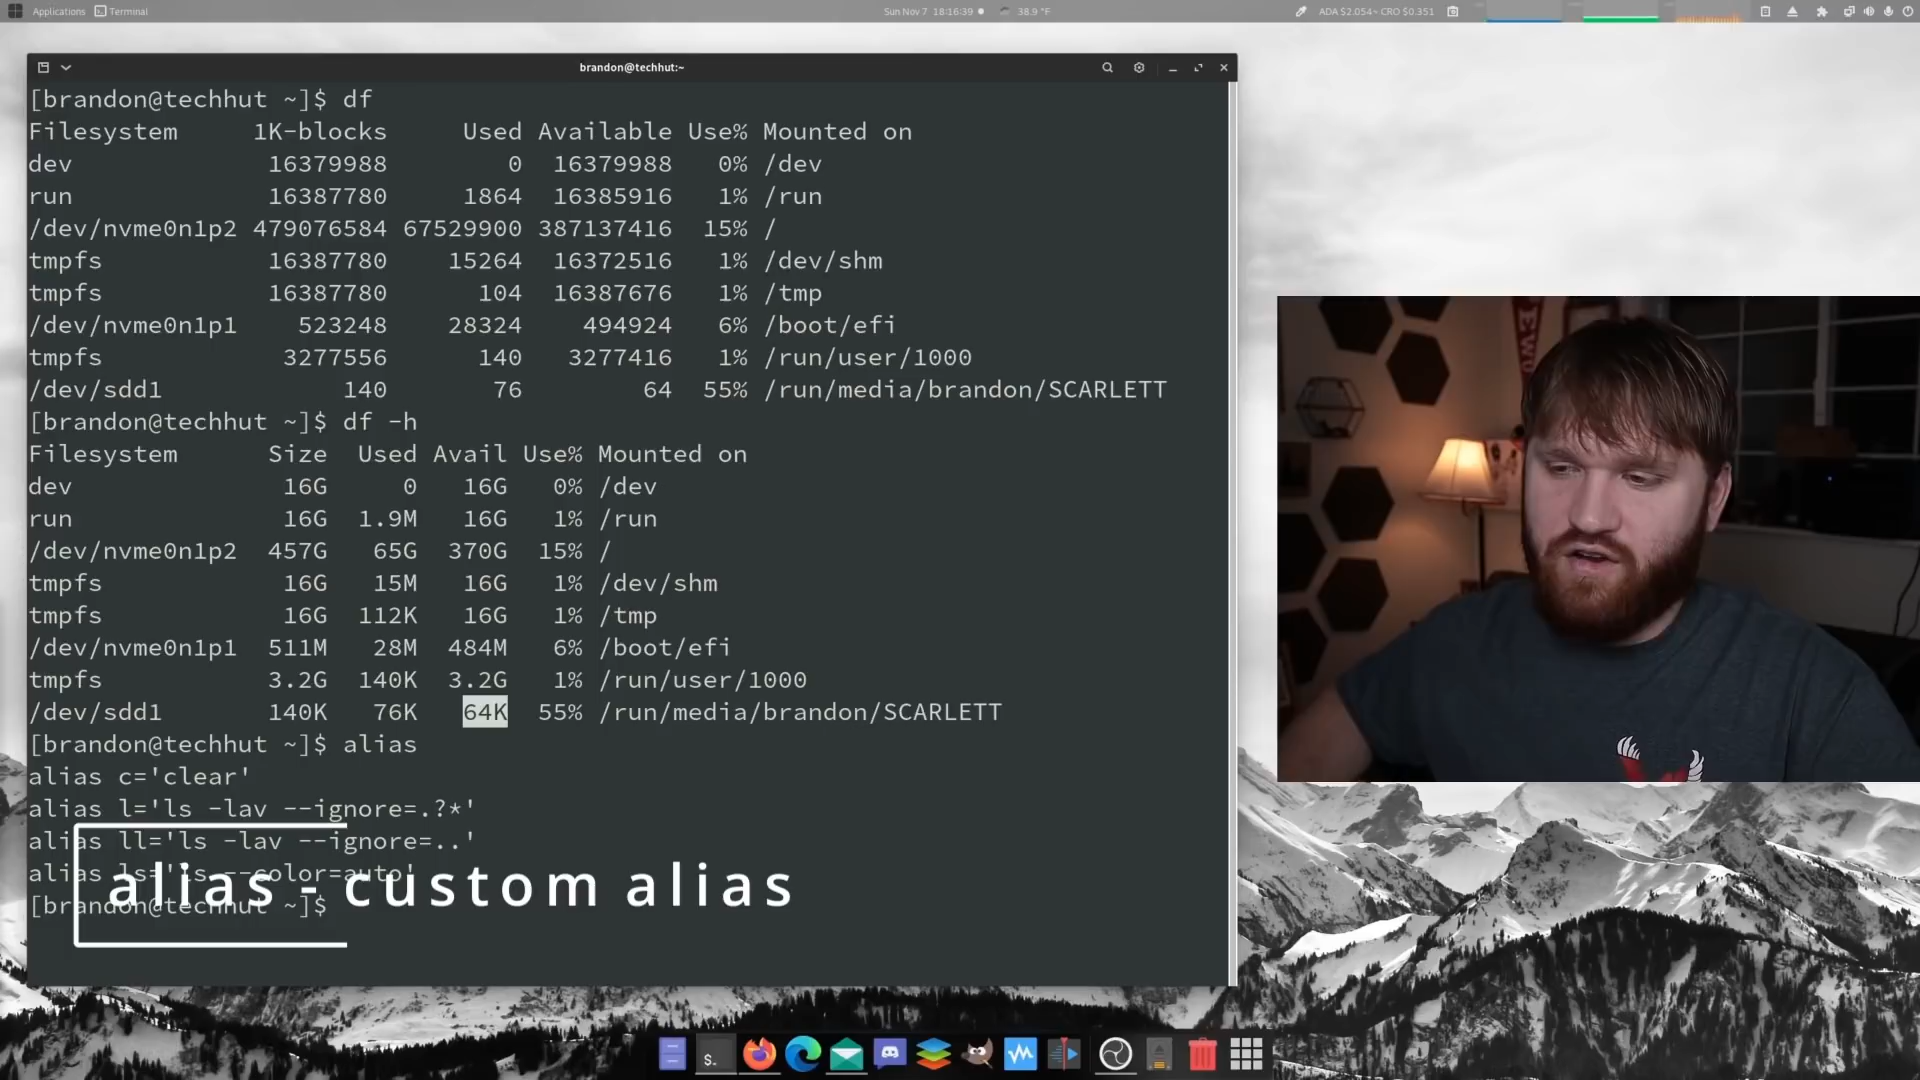 Applications Terminal Sun Nov 7 18:16:39 38.9 °F ADA $2.054~ CRO $0.351
brandon@techhut:~
[brandon@techhut ~]$ df
Filesystem 1K-blocks Used Available Use% Mounted on
dev 16379988 0 16379988 0% /dev
run 16387780 1864 16385916 1% /run
/dev/nvme0n1p2 479076584 67529900 387137416 15% /
tmpfs 16387780 15264 16372516 1% /dev/shm
tmpfs 16387780 104 16387676 1% /tmp
/dev/nvme0n1p1 523248 28324 494924 6% /boot/efi
tmpfs 3277556 140 3277416 1% /run/user/1000
/dev/sdd1 140 76 64 55% /run/media/brandon/SCARLETT
[brandon@techhut ~]$ df -h
Filesystem Size Used Avail Use% Mounted on
dev 16G 0 16G 0% /dev
run 16G 1.9M 16G 1% /run
/dev/nvme0n1p2 457G 65G 370G 15% /
tmpfs 16G 15M 16G 1% /dev/shm
tmpfs 16G 112K 16G 1% /tmp
/dev/nvme0n1p1 511M 28M 484M 6% /boot/efi
tmpfs 3.2G 140K 3.2G 1% /run/user/1000
/dev/sdd1 140K 76K 64K 55% /run/media/brandon/SCARLETT
[brandon@techhut ~]$ alias
alias c='clear'
alias l='ls -lav --ignore=.?*'
alias ll='ls -lav --ignore=..'
alias ls='ls --color=auto'
alias - custom alias
[brandon@techhut ~]$